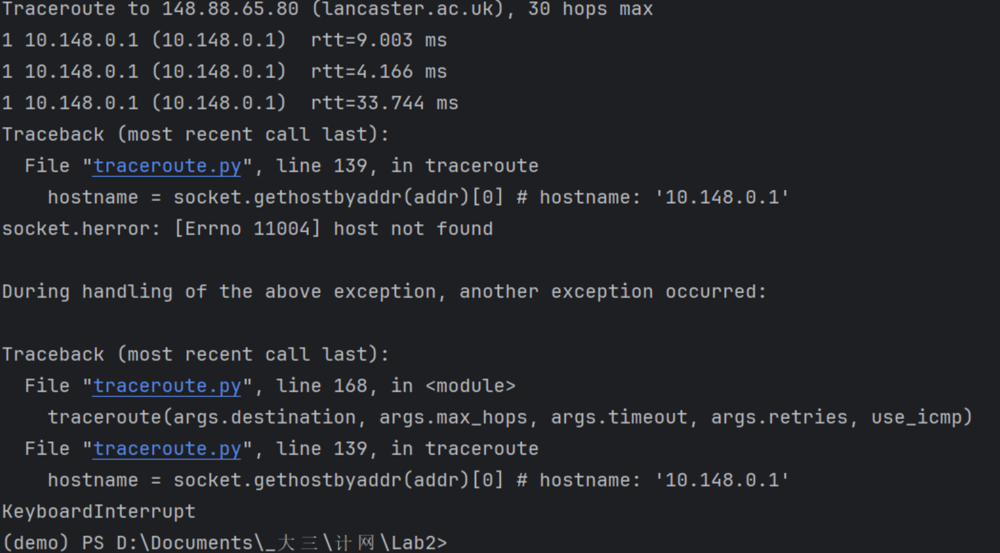 Traceroute to 148.88.65.80 (lancaster.ac.uk), 30 hops max
1 10.148.0.1 (10.148.0.1)  rtt=9.003 ms
1 10.148.0.1 (10.148.0.1)  rtt=4.166 ms
1 10.148.0.1 (10.148.0.1)  rtt=33.744 ms
Traceback (most recent call last):
  File "traceroute.py", line 139, in traceroute
    hostname = socket.gethostbyaddr(addr)[0] # hostname: '10.148.0.1'
socket.herror: [Errno 11004] host not found

During handling of the above exception, another exception occurred:

Traceback (most recent call last):
  File "traceroute.py", line 168, in <module>
    traceroute(args.destination, args.max_hops, args.timeout, args.retries, use_icmp)
  File "traceroute.py", line 139, in traceroute
    hostname = socket.gethostbyaddr(addr)[0] # hostname: '10.148.0.1'
KeyboardInterrupt
(demo) PS D:\Documents\_大三\计网\Lab2>